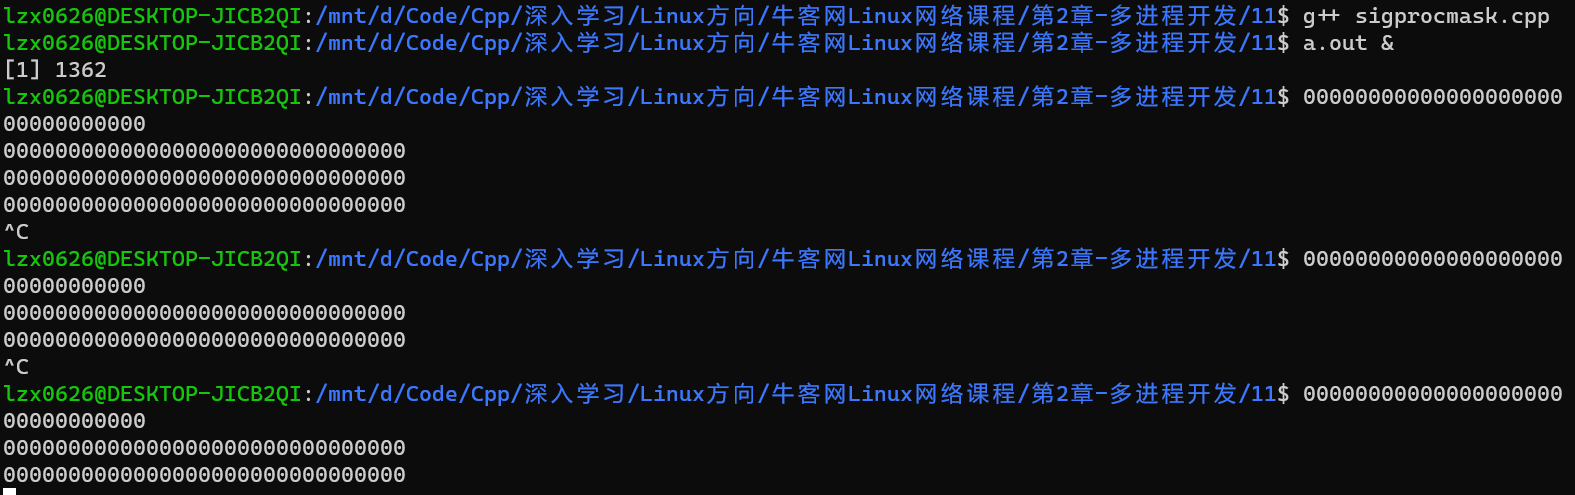 lzx0626@DESKTOP-JICB2QI:/mnt/d/Code/Cpp/深入学习/Linux方向/牛客网Linux网络课程/第2章-多进程开发/11$ g++ sigprocmask.cpp
lzx0626@DESKTOP-JICB2QI:/mnt/d/Code/Cpp/深入学习/Linux方向/牛客网Linux网络课程/第2章-多进程开发/11$ a.out &
[1] 1362
lzx0626@DESKTOP-JICB2QI:/mnt/d/Code/Cpp/深入学习/Linux方向/牛客网Linux网络课程/第2章-多进程开发/11$ 00000000000000000000
00000000000
0000000000000000000000000000000
0000000000000000000000000000000
0000000000000000000000000000000
^C
lzx0626@DESKTOP-JICB2QI:/mnt/d/Code/Cpp/深入学习/Linux方向/牛客网Linux网络课程/第2章-多进程开发/11$ 00000000000000000000
00000000000
0000000000000000000000000000000
0000000000000000000000000000000
^C
lzx0626@DESKTOP-JICB2QI:/mnt/d/Code/Cpp/深入学习/Linux方向/牛客网Linux网络课程/第2章-多进程开发/11$ 00000000000000000000
00000000000
0000000000000000000000000000000
0000000000000000000000000000000